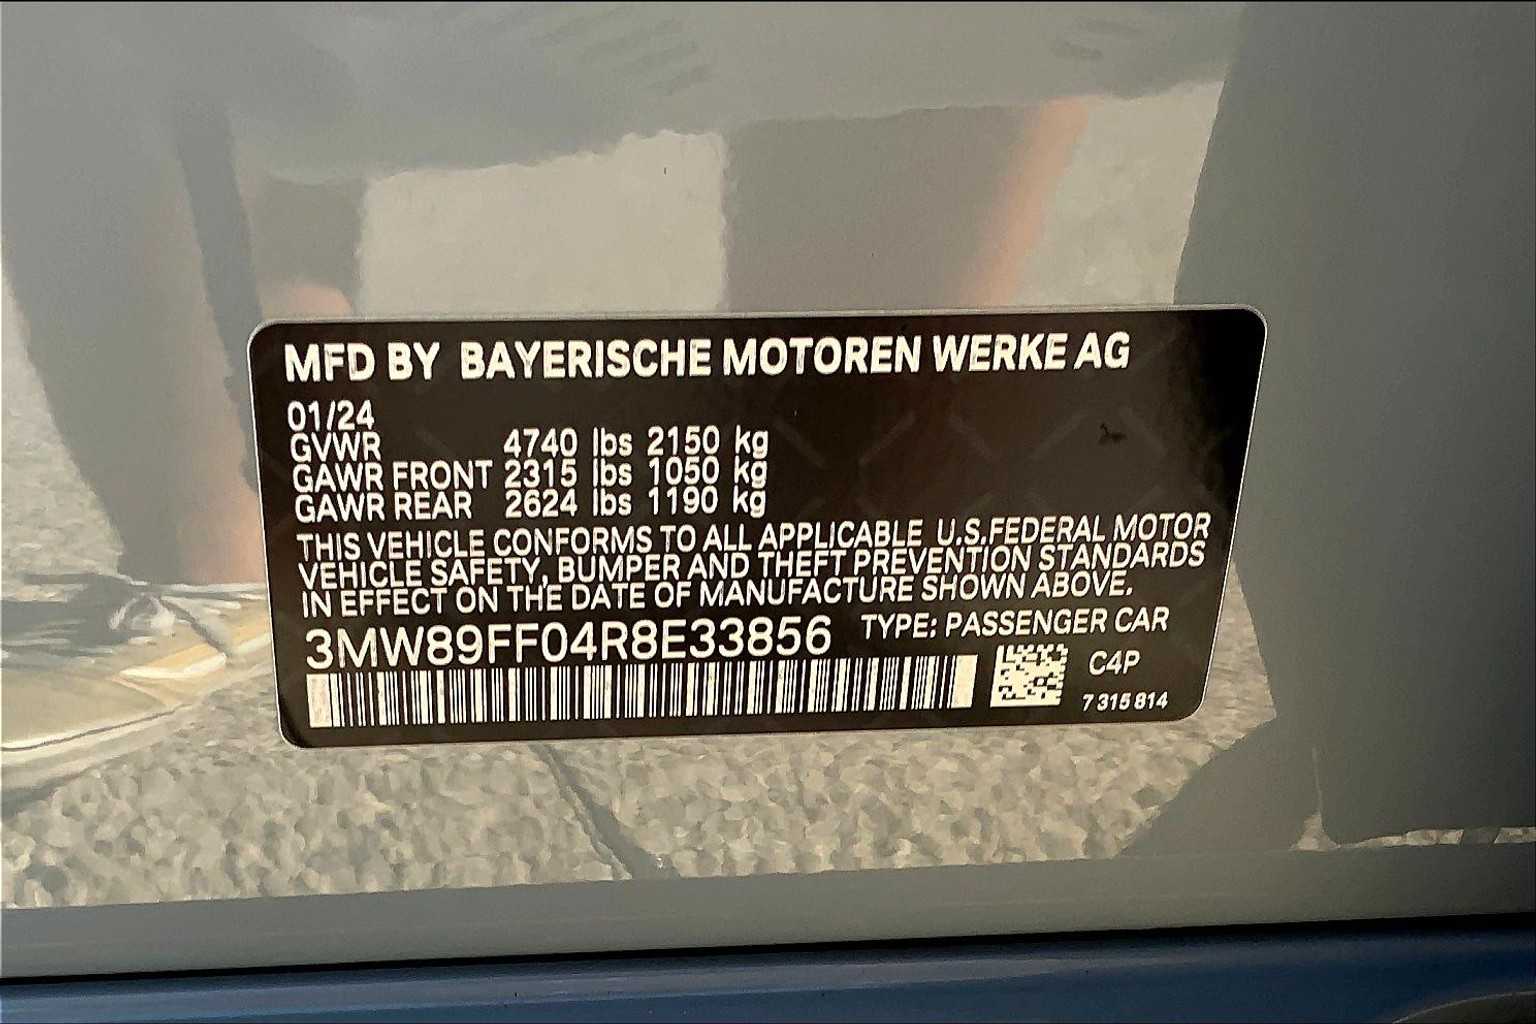 MFD BY BAYERISCHE MOTOREN WERKE AG
01/24
GVWR 4740 lbs 2150 kg
GAWR FRONT 2315 lbs 1050 kg
GAWR REAR 2624 lbs 1190 kg
THIS VEHICLE CONFORMS TO ALL APPLICABLE U.S.FEDERAL MOTOR
VEHICLE SAFETY, BUMPER AND THEFT PREVENTION STANDARDS
IN EFFECT ON THE DATE OF MANUFACTURE SHOWN ABOVE.
3MW89FF04R8E33856 TYPE: PASSENGER CAR
C4P
7 315 814